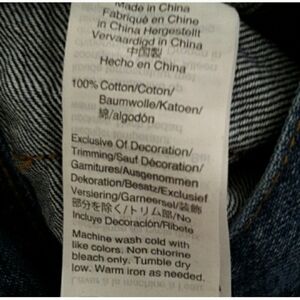 Made in China
Fabriqué en Chine
in China Hergestellt
Vervaardigd in China
中国製
Hecho en China
100% Cotton/Coton/
Baumwolle/Katoen/
綿/algodón
Exclusive Of Decoration/
Trimming/Sauf Décoration/
Garnitures/Ausgenommen
Dekoration/Besatz/Exclusief
Versiering/Garneersel/装飾
部分を除く/トリム部/No
Incluye Decoración/Ribete
Machine wash cold with
like colors. Non chlorine
bleach only. Tumble dry
low. Warm iron as needed.